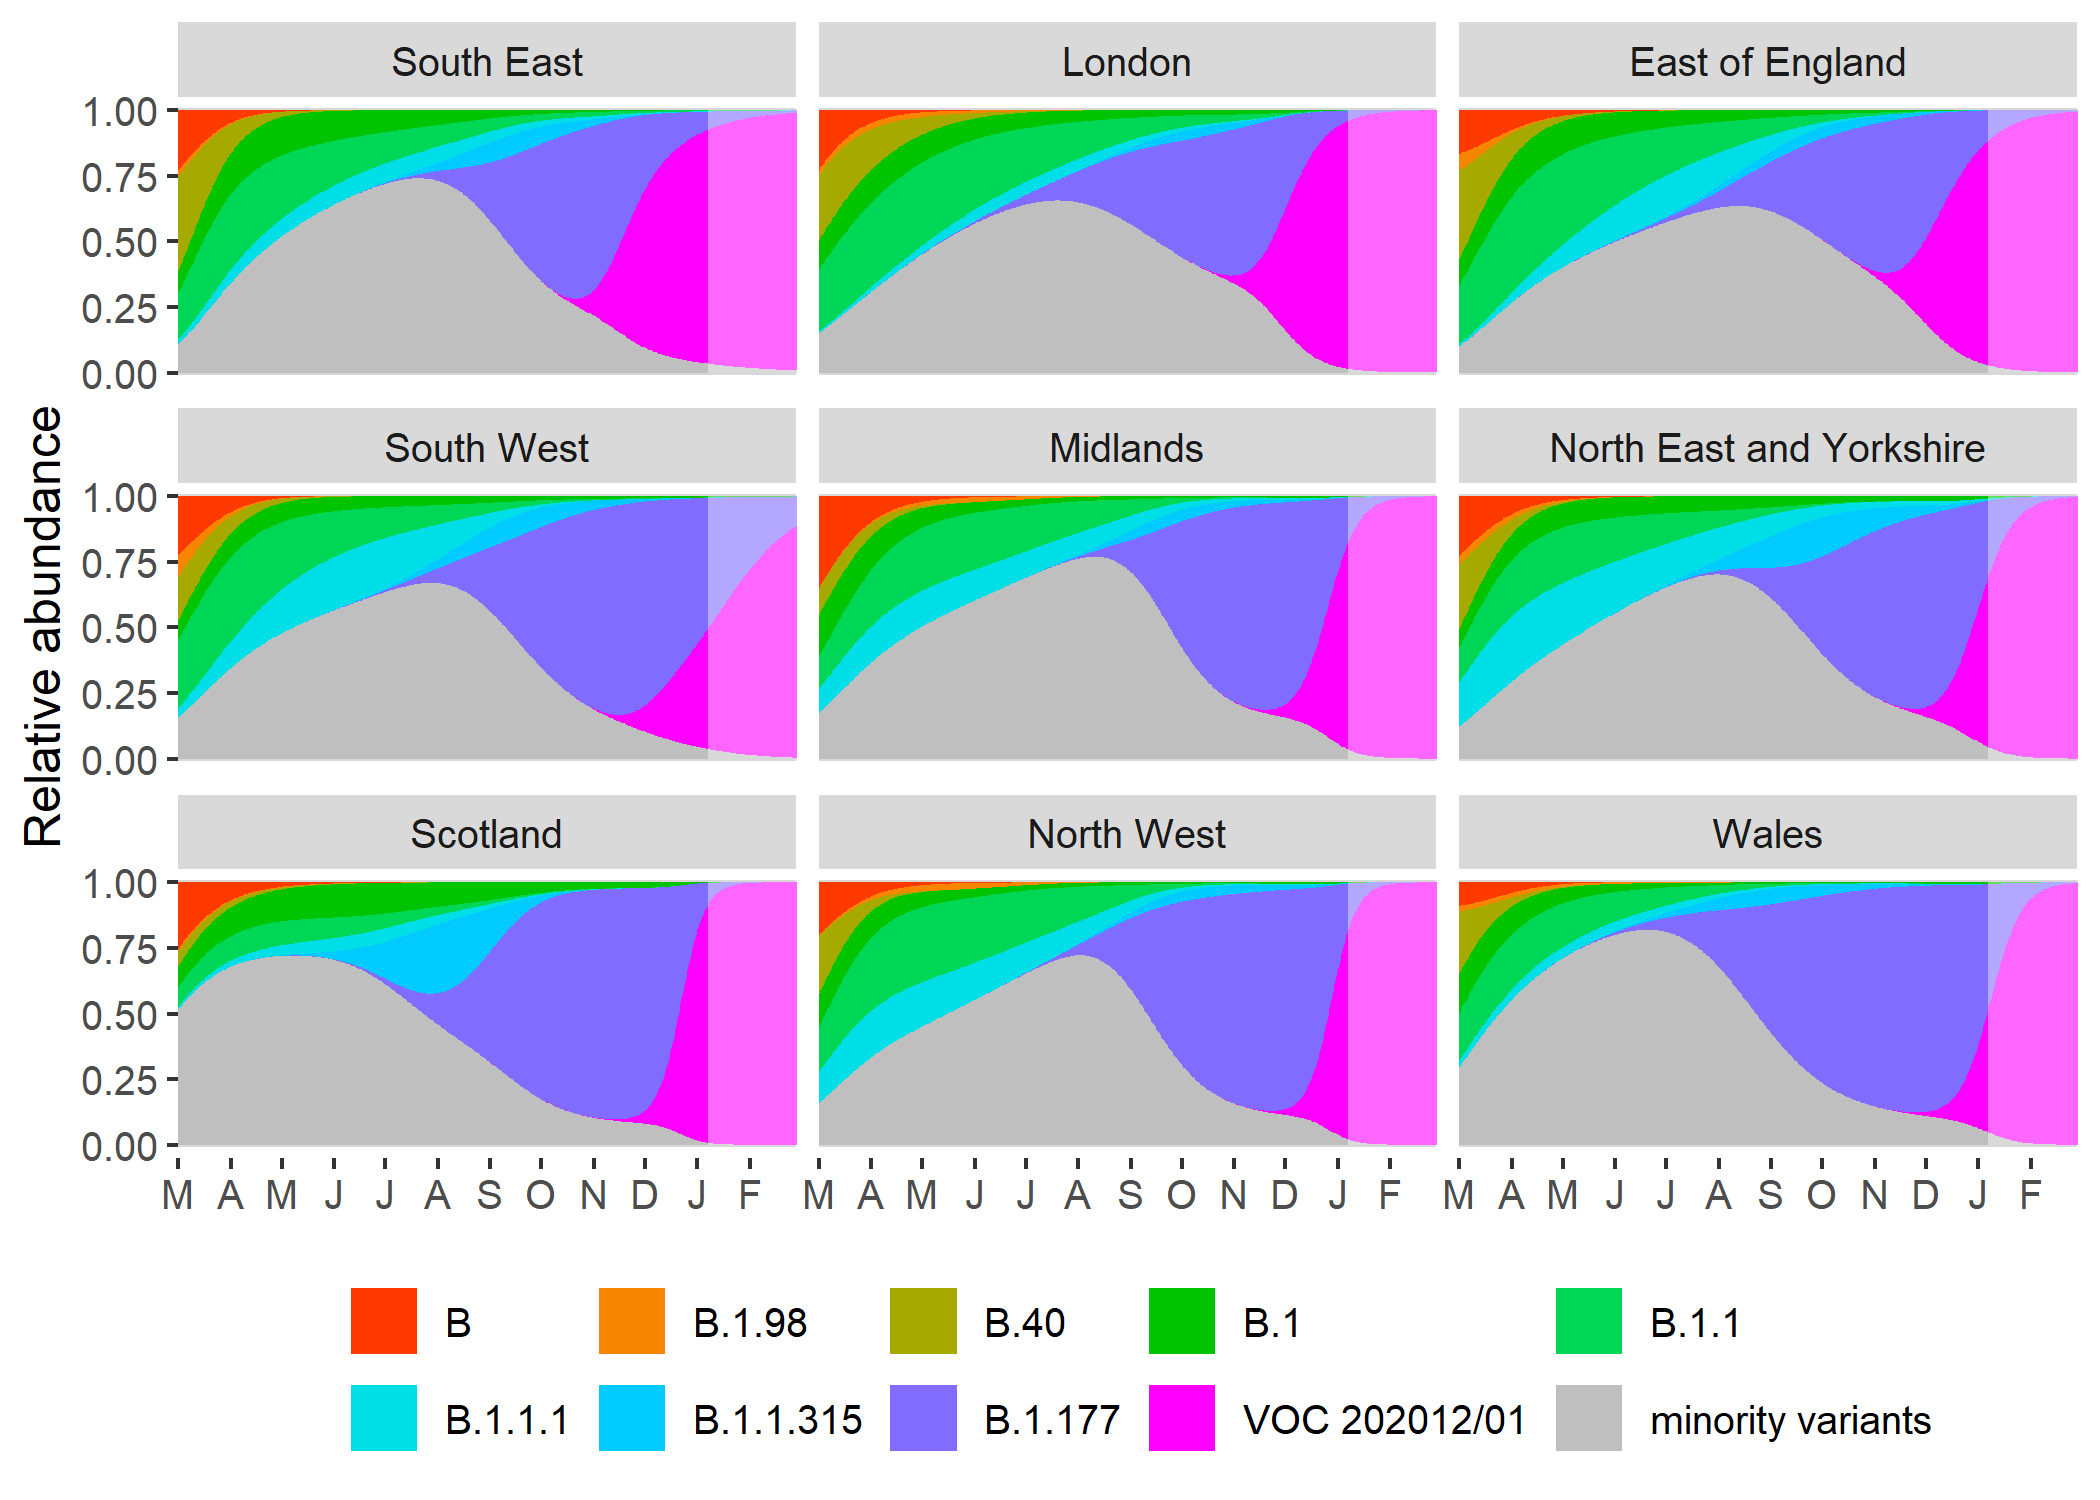 South East London East of England
1.00
0.75
0.50
0.25
0.00
Relative abundance
South West Midlands North East and Yorkshire
1.00
0.75
0.50
0.25
0.00
Scotland North West Wales
1.00
0.75
0.50
0.25
0.00
M A M J J A S O N D J F M A M J J A S O N D J F M A M J J A S O N D J F
B B.1.98 B.40 B.1 B.1.1
B.1.1.1 B.1.1.315 B.1.177 VOC 202012/01 minority variants